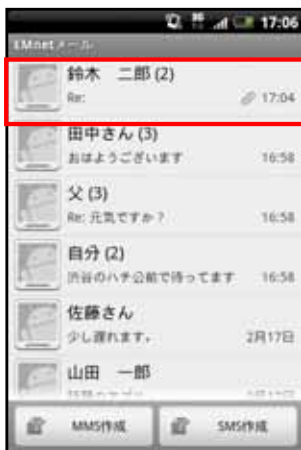 17:06
EMnetメール
鈴木 二郎 (2)
Re: 17:04
田中さん (3)
おはようございます 16:58
父 (3)
Re: 元気ですか? 16:58
自分 (2)
渋谷のハチ公前で待ってます 16:58
佐藤さん
少し遅れます。 2月17日
山田 一郎
MMS作成 SMS作成